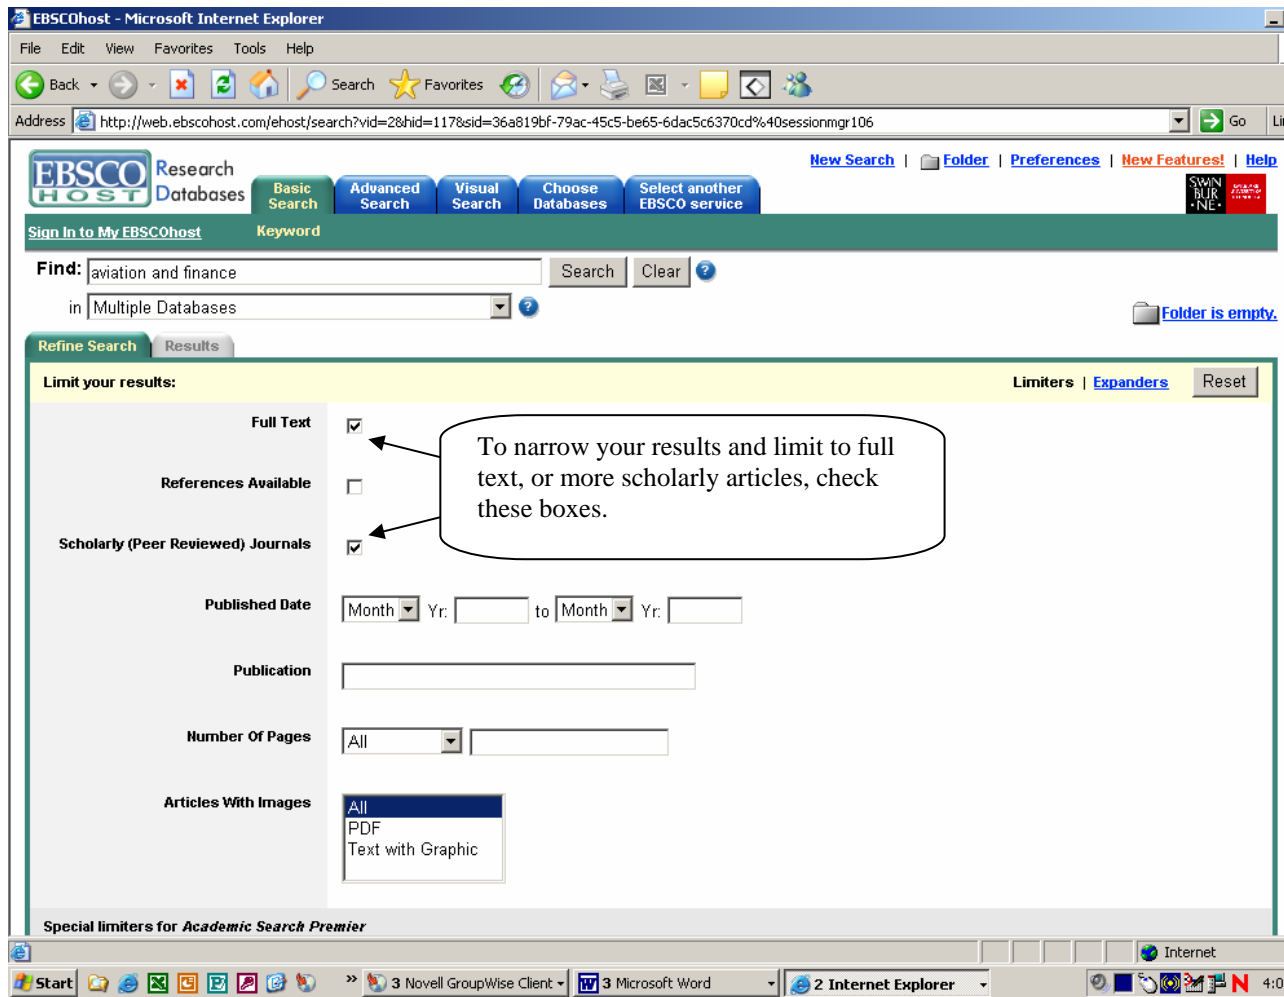 EBSCOhost - Microsoft Internet Explorer
File Edit View Favorites Tools Help
Back Search Favorites
Address http://web.ebscohost.com/ehost/search?vid=2&hid=117&sid=36a819bf-79ac-45c5-be65-6dac5c6370cd%40sessionmgr106 Go Li
New Search | Folder | Preferences | New Features! | Help
EBSCO HOST Research Databases
Basic Search Advanced Search Visual Search Choose Databases Select another EBSCO service
SWIN
BUR
·NE·
Sign In to My EBSCOhost Keyword
Find: aviation and finance Search Clear ?
in Multiple Databases ?
Folder is empty.
Refine Search Results
Limit your results: Limiters | Expanders Reset
Full Text
To narrow your results and limit to full
text, or more scholarly articles, check
these boxes.
References Available
Scholarly (Peer Reviewed) Journals
Published Date Month Yr: to Month Yr:
Publication
Number Of Pages All
Articles With Images All
PDF
Text with Graphic
Special limiters for Academic Search Premier
Internet
Start » 3 Novell GroupWise Client 3 Microsoft Word 2 Internet Explorer